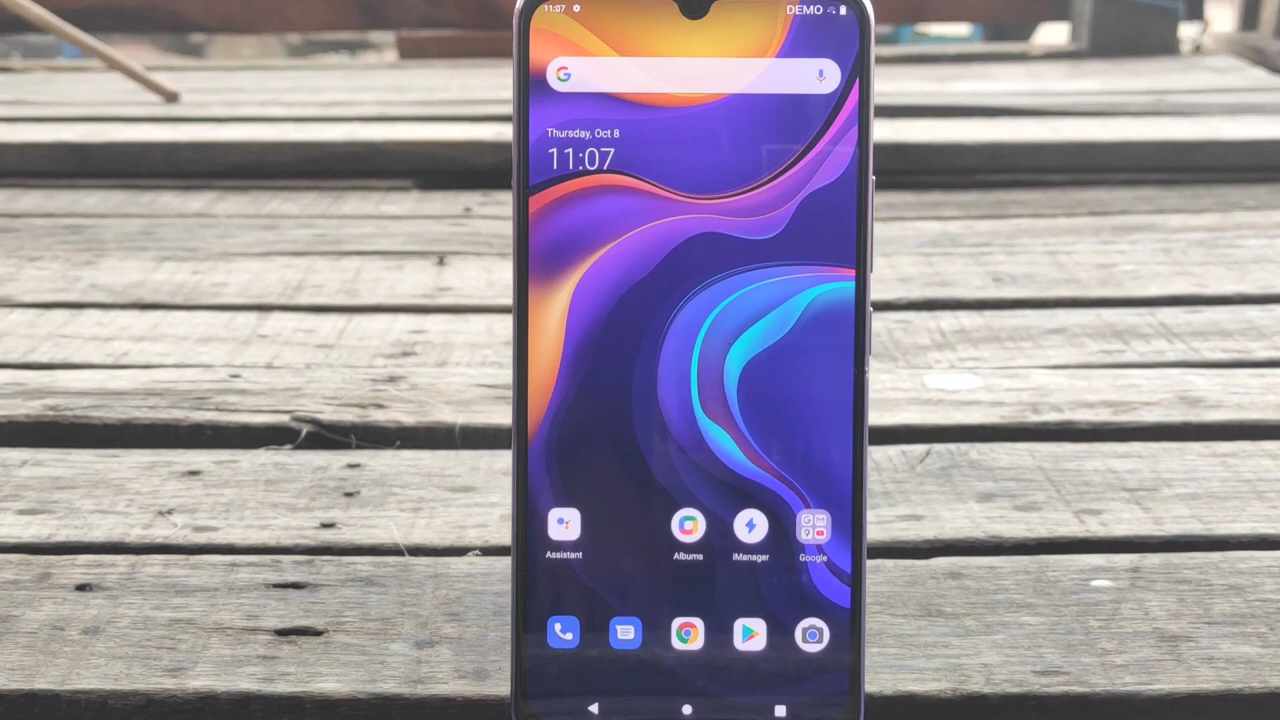 11:07
DEMO
Thursday, Oct 8
11:07
Assistant
Albums
iManager
Google